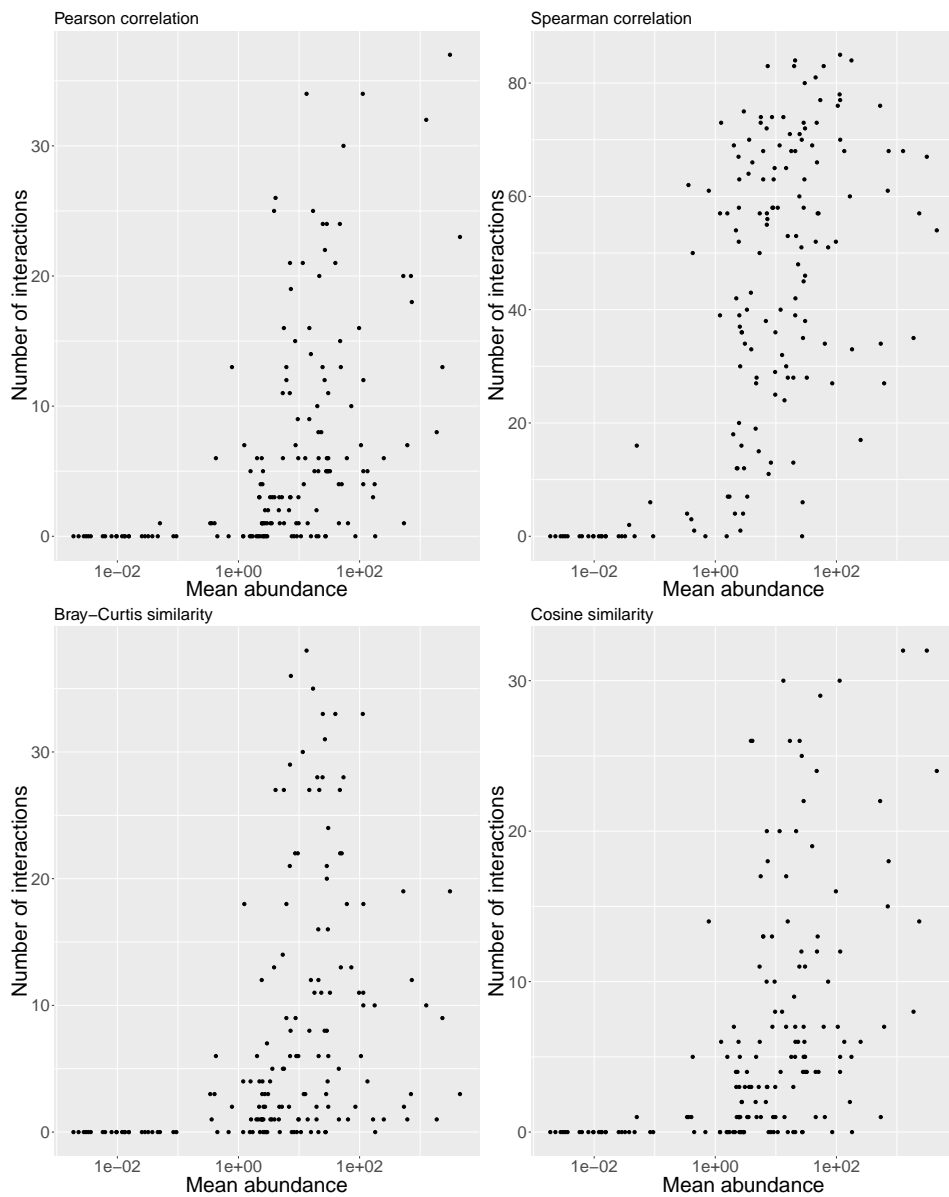 Pearson correlation
Number of interactions
30
20
10
0
1e−02
1e+00
1e+02
Mean abundance
Spearman correlation
Number of interactions
80
60
40
20
0
1e−02
1e+00
1e+02
Mean abundance
Bray−Curtis similarity
Number of interactions
30
20
10
0
1e−02
1e+00
1e+02
Mean abundance
Cosine similarity
Number of interactions
30
20
10
0
1e−02
1e+00
1e+02
Mean abundance